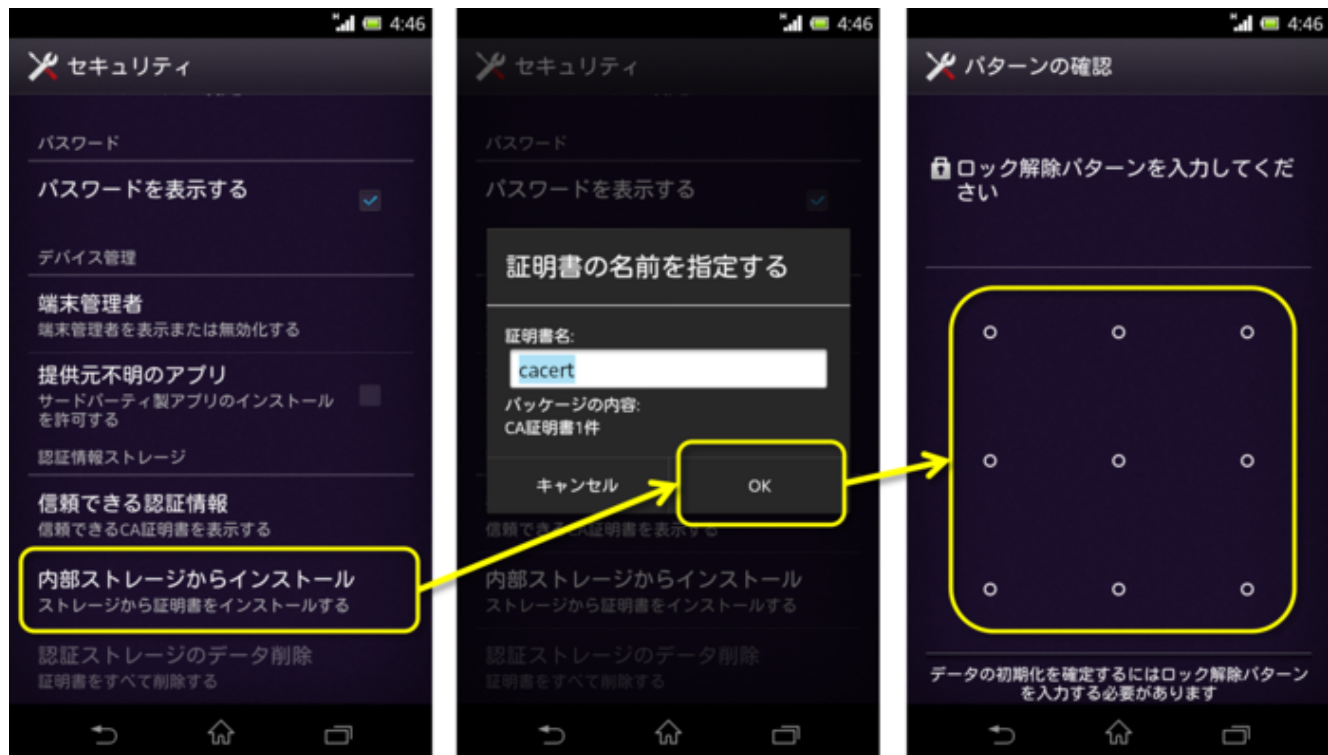 4:46
セキュリティ
パスワード
パスワードを表示する
デバイス管理
端末管理者
端末管理者を表示または無効化する
提供元不明のアプリ
サードパーティ製アプリのインストール
を許可する
認証情報ストレージ
信頼できる認証情報
信頼できるCA証明書を表示する
内部ストレージからインストール
ストレージから証明書をインストールする
認証ストレージのデータ削除
証明書をすべて削除する
4:46
セキュリティ
パスワード
パスワードを表示する
証明書の名前を指定する
証明書名:
cacert
パッケージの内容:
CA証明書1件
キャンセル
OK
信頼できるCA証明書を表示する
内部ストレージからインストール
ストレージから証明書をインストールする
認証ストレージのデータ削除
証明書をすべて削除する
4:46
パターンの確認
ロック解除パターンを入力してくだ
さい
データの初期化を確定するにはロック解除パターン
を入力する必要があります